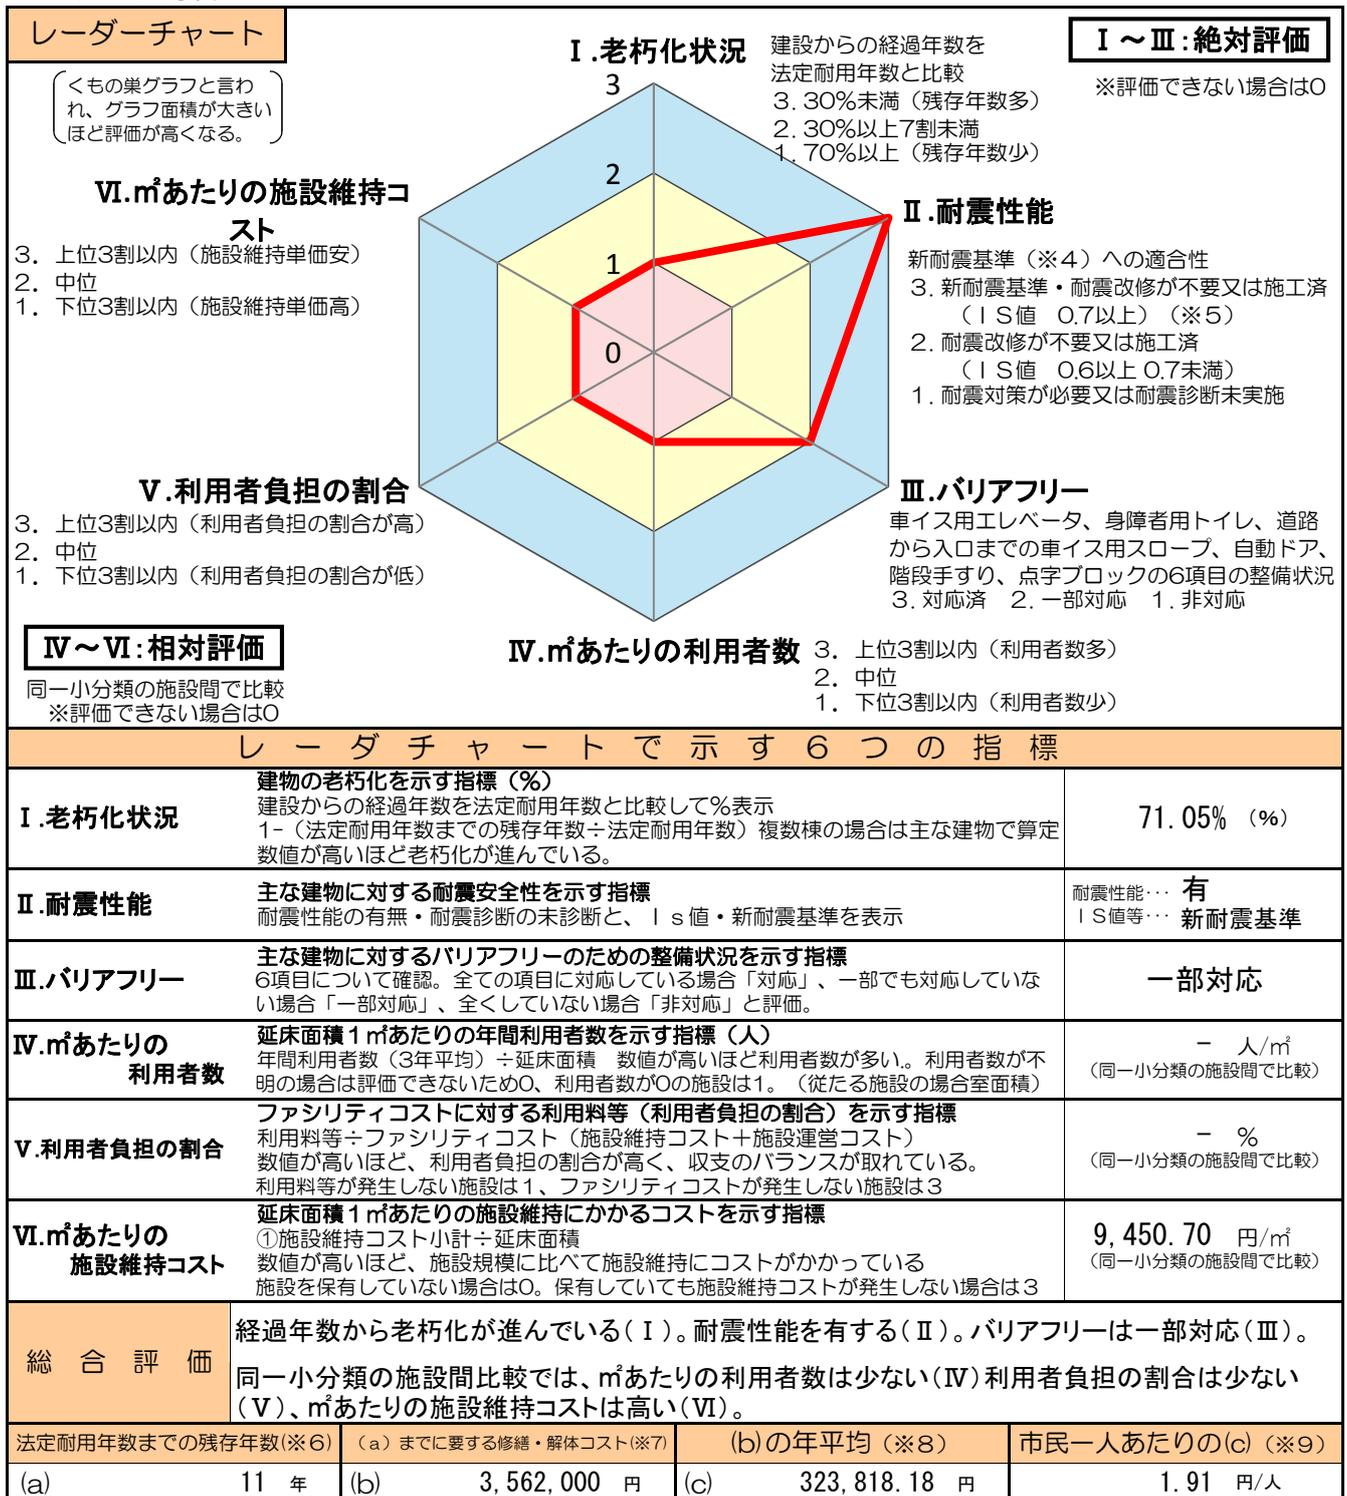 レーダーチャート
くもの巣グラフと言わ
れ、グラフ面積が大きい
ほど評価が高くなる。
Ⅰ.老朽化状況
建設からの経過年数を
法定耐用年数と比較
3.30%未満（残存年数多）
2.30%以上7割未満
1.70%以上（残存年数少）
Ⅰ～Ⅲ:絶対評価
※評価できない場合は0
3
2
1
0
Ⅵ.㎡あたりの施設維持コ
スト
3．上位3割以内（施設維持単価安）
2．中位
1．下位3割以内（施設維持単価高）
Ⅱ.耐震性能
新耐震基準（※４）への適合性
3.新耐震基準・耐震改修が不要又は施工済
（ＩＳ値　0.7以上）（※５）
2.耐震改修が不要又は施工済
（ＩＳ値　0.6以上 0.7未満）
1.耐震対策が必要又は耐震診断未実施
Ⅴ.利用者負担の割合
3．上位3割以内（利用者負担の割合が高）
2．中位
1．下位3割以内（利用者負担の割合が低）
Ⅲ.バリアフリー
車イス用エレベータ、身障者用トイレ、道路
から入口までの車イス用スロープ、自動ドア、
階段手すり、点字ブロックの6項目の整備状況
3.対応済　2.一部対応　1.非対応
Ⅳ～Ⅵ:相対評価
同一小分類の施設間で比較
※評価できない場合は0
Ⅳ.㎡あたりの利用者数
3．上位3割以内（利用者数多）
2．中位
1．下位3割以内（利用者数少）
レーダチャートで示す６つの指標
Ⅰ.老朽化状況
建物の老朽化を示す指標（%）
建設からの経過年数を法定耐用年数と比較して%表示
1-（法定耐用年数までの残存年数÷法定耐用年数）複数棟の場合は主な建物で算定
数値が高いほど老朽化が進んでいる。
71.05% （%）
Ⅱ.耐震性能
主な建物に対する耐震安全性を示す指標
耐震性能の有無・耐震診断の未診断と、Ｉｓ値・新耐震基準を表示
耐震性能･･･ 有
ＩＳ値等･･･ 新耐震基準
Ⅲ.バリアフリー
主な建物に対するバリアフリーのための整備状況を示す指標
6項目について確認。全ての項目に対応している場合「対応」、一部でも対応していな
い場合「一部対応」、全くしていない場合「非対応」と評価。
一部対応
Ⅳ.㎡あたりの
利用者数
延床面積１㎡あたりの年間利用者数を示す指標（人）
年間利用者数（3年平均）÷延床面積　数値が高いほど利用者数が多い。利用者数が不
明の場合は評価できないため0、利用者数が0の施設は1。（従たる施設の場合室面積）
－　人/㎡
（同一小分類の施設間で比較）
Ⅴ.利用者負担の割合
ファシリティコストに対する利用料等（利用者負担の割合）を示す指標
利用料等÷ファシリティコスト（施設維持コスト＋施設運営コスト）
数値が高いほど、利用者負担の割合が高く、収支のバランスが取れている。
利用料等が発生しない施設は１、ファシリティコストが発生しない施設は３
－　%
（同一小分類の施設間で比較）
Ⅵ.㎡あたりの
施設維持コスト
延床面積１㎡あたりの施設維持にかかるコストを示す指標
①施設維持コスト小計÷延床面積
数値が高いほど、施設規模に比べて施設維持にコストがかかっている
施設を保有していない場合は0。保有していても施設維持コストが発生しない場合は３
9,450.70　円/㎡
（同一小分類の施設間で比較）
総合評価
経過年数から老朽化が進んでいる(Ⅰ)。耐震性能を有する(Ⅱ)。バリアフリーは一部対応(Ⅲ)。
同一小分類の施設間比較では、㎡あたりの利用者数は少ない(Ⅳ)利用者負担の割合は少ない
(Ⅴ)、㎡あたりの施設維持コストは高い(Ⅵ)。
法定耐用年数までの残存年数(※６)
（a）までに要する修繕・解体コスト(※7)
(b)の年平均（※８）
市民一人あたりの(c)（※９）
(a)　11　年
(b)　3,562,000　円
(c)　323,818.18　円
1.91　円/人